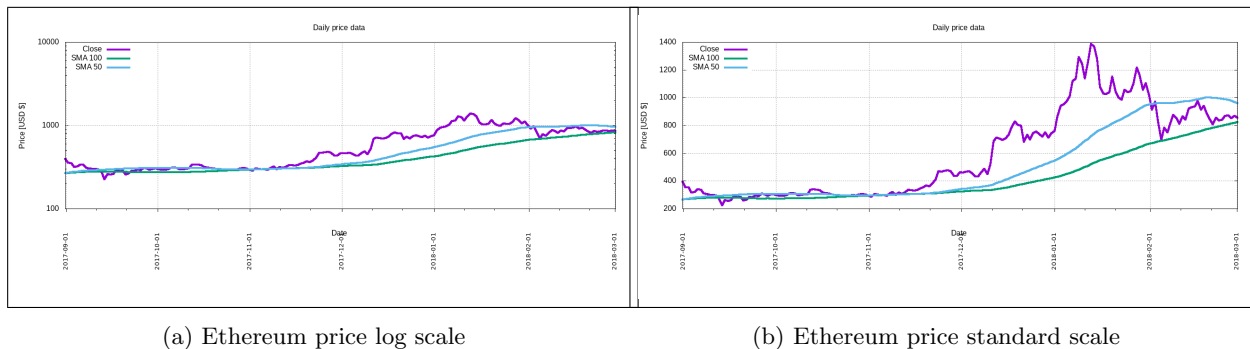 Daily price data
Close
SMA 100
SMA 50
10000
1000
100
Price [USD $]
Date
2017-09-01
2017-10-01
2017-11-01
2017-12-01
2018-01-01
2018-02-01
2018-03-01
(a) Ethereum price log scale
Daily price data
Close
SMA 100
SMA 50
1400
1200
1000
800
600
400
200
Price [USD $]
Date
2017-09-01
2017-10-01
2017-11-01
2017-12-01
2018-01-01
2018-02-01
2018-03-01
(b) Ethereum price standard scale